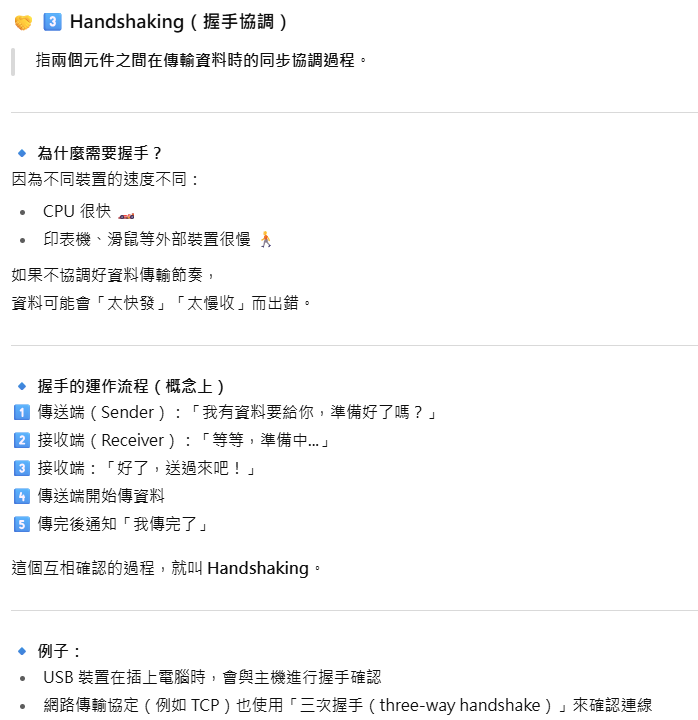 🤝 3️⃣ Handshaking（握手協調）
指兩個元件之間在傳輸資料時的同步協調過程。
🔹 為什麼需要握手？
因為不同裝置的速度不同：
• CPU 很快 🏎️
• 印表機、滑鼠等外部裝置很慢 🚶
如果不協調好資料傳輸節奏，
資料可能會「太快發」「太慢收」而出錯。
🔹 握手的運作流程（概念上）
1️⃣ 傳送端（Sender）：「我有資料要給你，準備好了嗎？」
2️⃣ 接收端（Receiver）：「等等，準備中…」
3️⃣ 接收端：「好了，送過來吧！」
4️⃣ 傳送端開始傳資料
5️⃣ 傳完後通知「我傳完了」
這個互相確認的過程，就叫 Handshaking。
🔹 例子：
• USB 裝置在插上電腦時，會與主機進行握手確認
• 網路傳輸協定（例如 TCP）也使用「三次握手（three-way handshake）」來確認連線